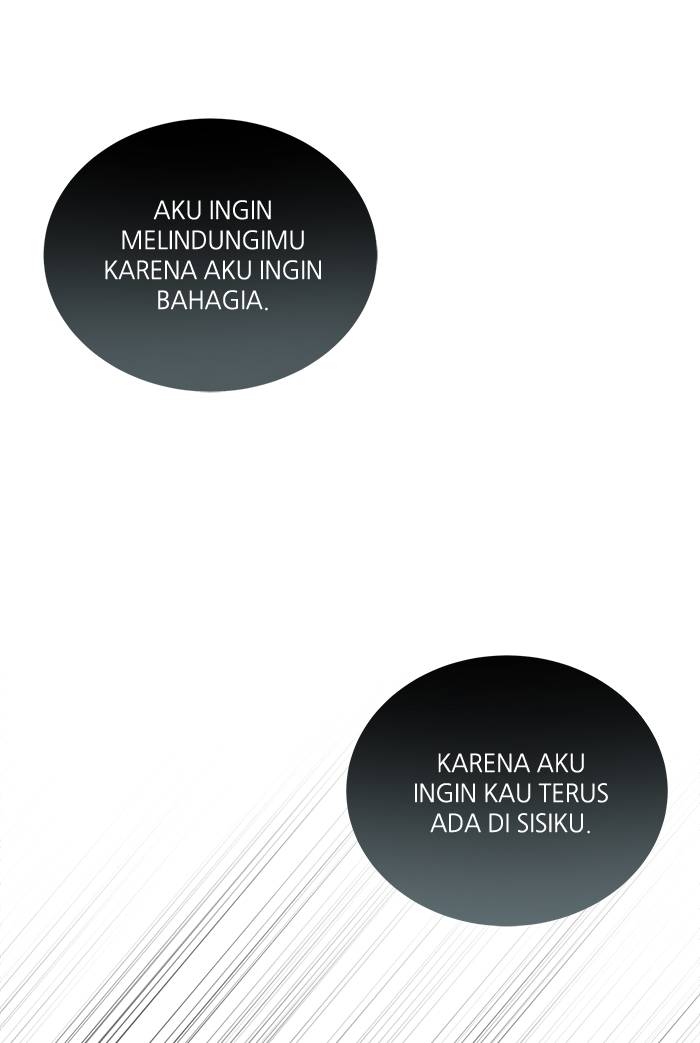 AKU INGIN
MELINDUNGIMU
KARENA AKU INGIN
BAHAGIA.
KARENA AKU
INGIN KAU TERUS
ADA DI SISIKU.